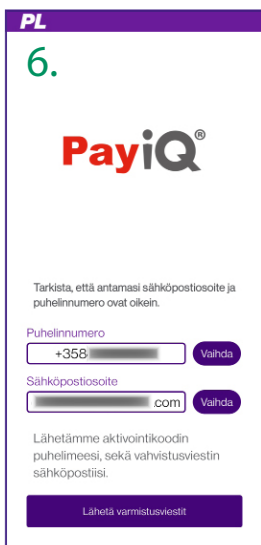 PL
6.
PayiQ®
Tarkista, että antamasi sähköpostiosoite ja
puhelinnumero ovat oikein.
Puhelinnumero
+358 Vaihda
Sähköpostiosoite
.com Vaihda
Lähetämme aktivointikoodin
puhelimeesi, sekä vahvistusviestin
sähköpostiisi.
Lähetä varmistusviestit